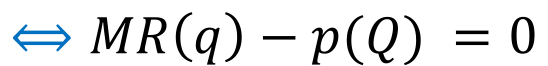 ⟺ MR(q) − p(Q) = 0